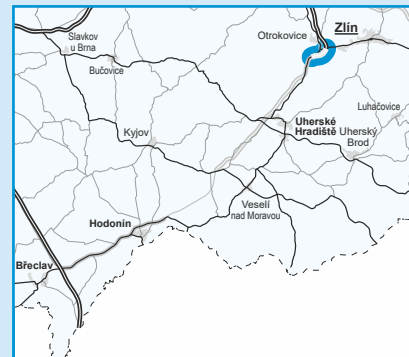 Zlín
Otrokovice
Slavkov
u Brna
Bučovice
Luhačovice
Uherské
Hradiště
Uherský
Brod
Kyjov
Veselí
nad Moravou
Hodonín
Břeclav